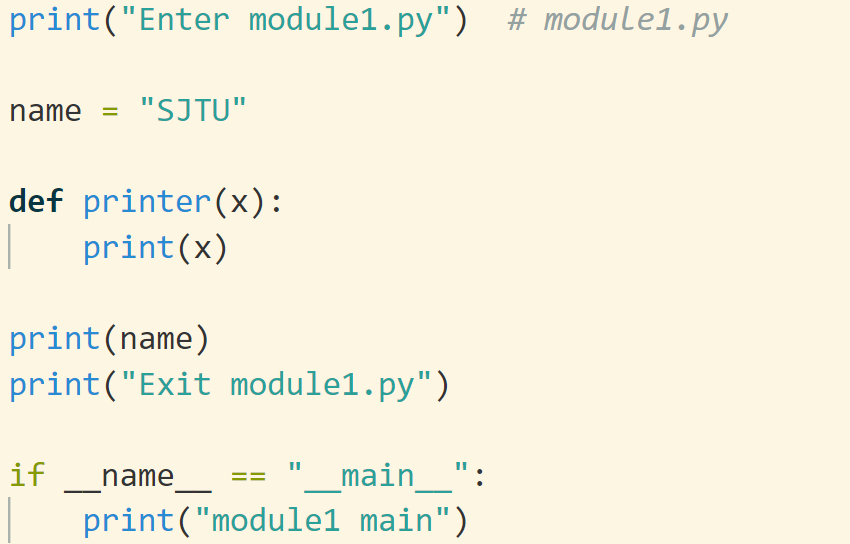 print("Enter module1.py")  # module1.py
name = "SJTU"
def printer(x):
    print(x)
print(name)
print("Exit module1.py")
if __name__ == "__main__":
    print("module1 main")